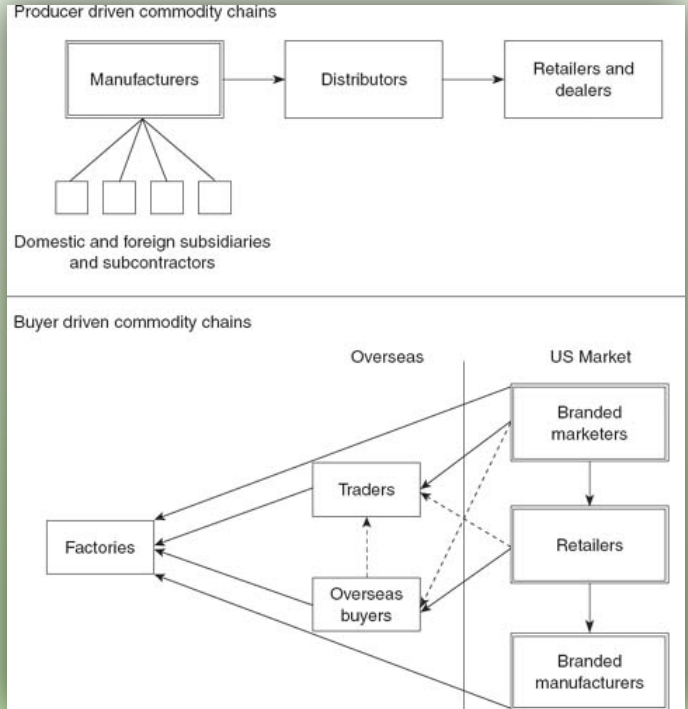 Producer driven commodity chains
Manufacturers
Distributors
Retailers and
dealers
Domestic and foreign subsidiaries
and subcontractors
Buyer driven commodity chains
Overseas
US Market
Branded
marketers
Traders
Factories
Retailers
Overseas
buyers
Branded
manufacturers